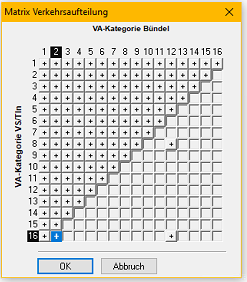 Matrix Verkehrsaufteilung
VA-Kategorie Bündel
VA-Kategorie VS/Tln
1 2 3 4 5 6 7 8 9 10 11 12 13 14 15 16
1 + + + + + + + + + + + + + + + +
2 + + + + + + + + + + + + + + +
3 + + + + + + + + + + + + + +
4 + + + + + + + + + + + + +
5 + + + + + + + + + + + +
6 + + + + + + + + + + +
7 + + + + + + + + + +
8 + + + + + + + + + +
9 + + + + + + + +
10 + + + + + + +
11 + + + + + +
12 + + + + +
13 + + + +
14 + + +
15 + +
16 + + +
OK Abbruch